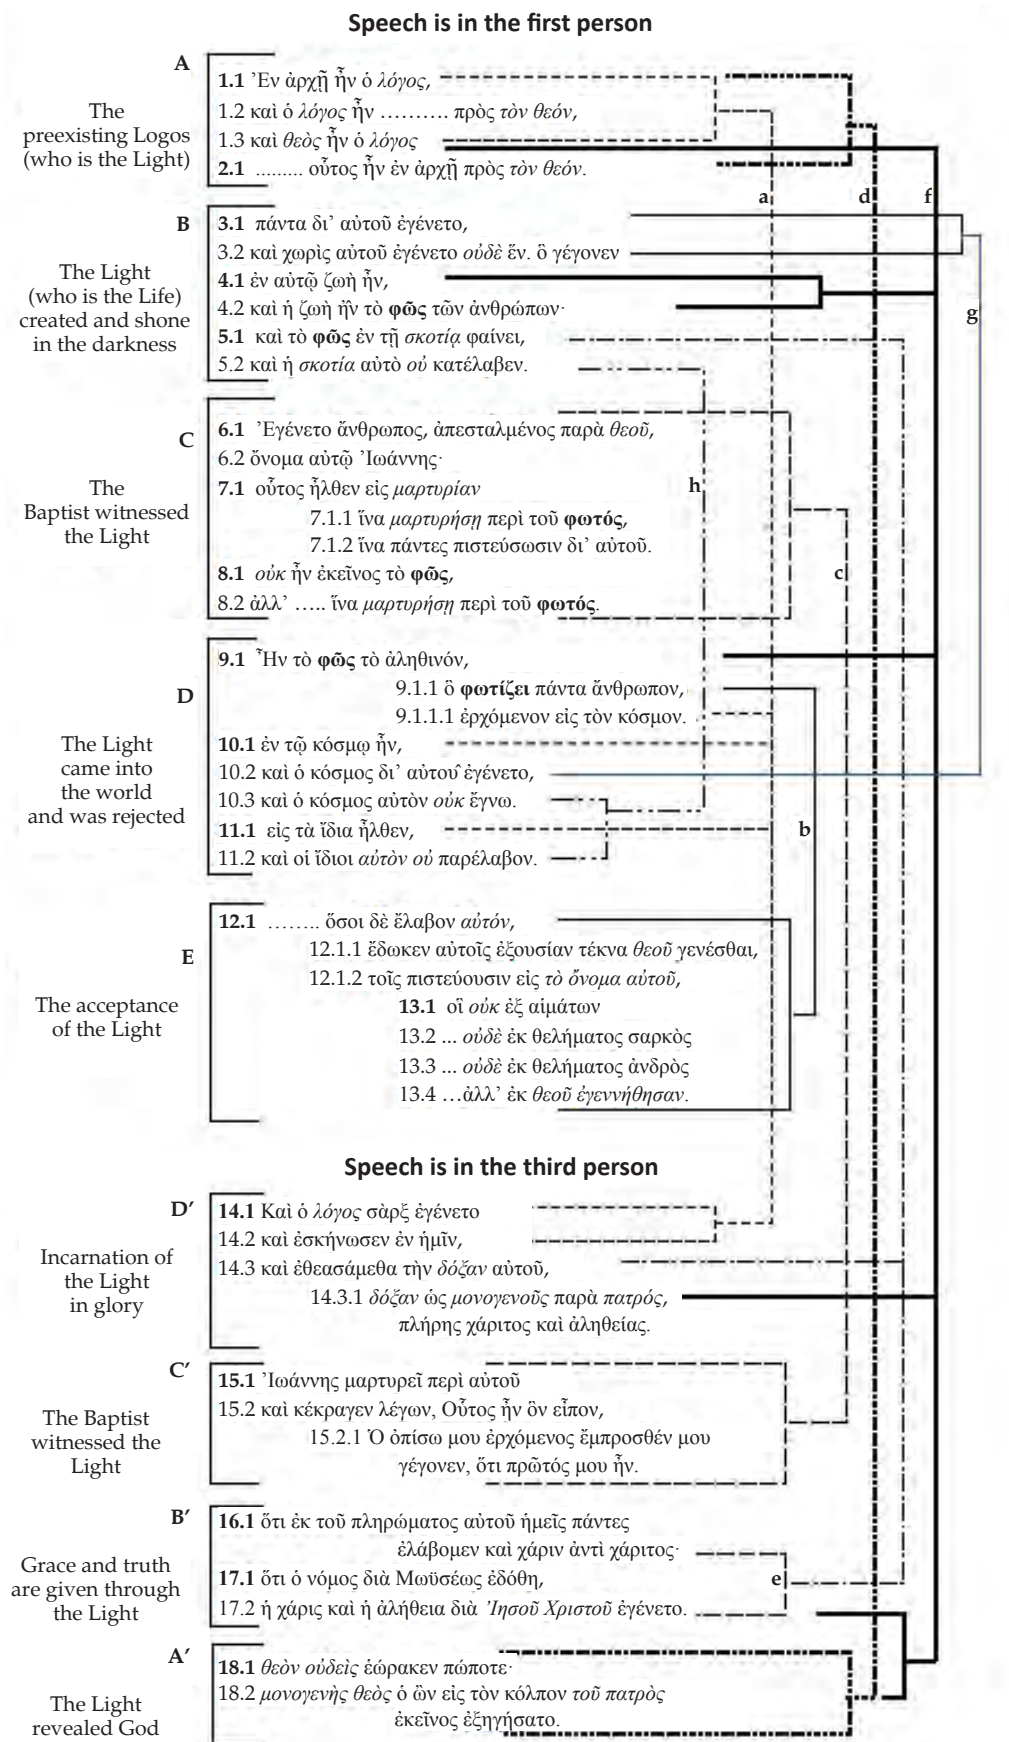 Speech is in the first person
A
The
preexisting Logos
(who is the Light)
1.1 Ἐν ἀρχῇ ἦν ὁ λόγος,
1.2 καὶ ὁ λόγος ἦν .......... πρὸς τὸν θεόν,
1.3 καὶ θεὸς ἦν ὁ λόγος
2.1 ......... οὗτος ἦν ἐν ἀρχῇ πρὸς τὸν θεόν.
a
d
f
B
The Light
(who is the Life)
created and shone
in the darkness
3.1 πάντα δι’ αὐτοῦ ἐγένετο,
3.2 καὶ χωρὶς αὐτοῦ ἐγένετο οὐδὲ ἕν. ὃ γέγονεν
4.1 ἐν αὐτῷ ζωὴ ἦν,
4.2 καὶ ἡ ζωὴ ἦν τὸ φῶς τῶν ἀνθρώπων·
5.1 καὶ τὸ φῶς ἐν τῇ σκοτίᾳ φαίνει,
5.2 καὶ ἡ σκοτία αὐτὸ οὐ κατέλαβεν.
g
C
The
Baptist witnessed
the Light
6.1 Ἐγένετο ἄνθρωπος, ἀπεσταλμένος παρὰ θεοῦ,
6.2 ὄνομα αὐτῷ Ἰωάννης·
7.1 οὗτος ἦλθεν εἰς μαρτυρίαν
7.1.1 ἵνα μαρτυρήσῃ περὶ τοῦ φωτός,
7.1.2 ἵνα πάντες πιστεύσωσιν δι’ αὐτοῦ.
8.1 οὐκ ἦν ἐκεῖνος τὸ φῶς,
8.2 ἀλλ’ ….. ἵνα μαρτυρήσῃ περὶ τοῦ φωτός.
h
c
D
The Light
came into
the world
and was rejected
9.1 Ἦν τὸ φῶς τὸ ἀληθινόν,
9.1.1 ὃ φωτίζει πάντα ἄνθρωπον,
9.1.1.1 ἐρχόμενον εἰς τὸν κόσμον.
10.1 ἐν τῷ κόσμῳ ἦν,
10.2 καὶ ὁ κόσμος δι’ αὐτοῦ ἐγένετο,
10.3 καὶ ὁ κόσμος αὐτὸν οὐκ ἔγνω.
11.1 εἰς τὰ ἴδια ἦλθεν,
11.2 καὶ οἱ ἴδιοι αὐτὸν οὐ παρέλαβον.
b
E
The acceptance
of the Light
12.1 …….. ὅσοι δὲ ἔλαβον αὐτόν,
12.1.1 ἔδωκεν αὐτοῖς ἐξουσίαν τέκνα θεοῦ γενέσθαι,
12.1.2 τοῖς πιστεύουσιν εἰς τὸ ὄνομα αὐτοῦ,
13.1 οἳ οὐκ ἐξ αἱμάτων
13.2 ... οὐδὲ ἐκ θελήματος σαρκὸς
13.3 ... οὐδὲ ἐκ θελήματος ἀνδρὸς
13.4 …ἀλλ’ ἐκ θεοῦ ἐγεννήθησαν.
Speech is in the third person
D′
Incarnation of
the Light
in glory
14.1 Καὶ ὁ λόγος σὰρξ ἐγένετο
14.2 καὶ ἐσκήνωσεν ἐν ἡμῖν,
14.3 καὶ ἐθεασάμεθα τὴν δόξαν αὐτοῦ,
14.3.1 δόξαν ὡς μονογενοῦς παρὰ πατρός,
πλήρης χάριτος καὶ ἀληθείας.
C′
The Baptist
witnessed the
Light
15.1 Ἰωάννης μαρτυρεῖ περὶ αὐτοῦ
15.2 καὶ κέκραγεν λέγων, Οὗτος ἦν ὃν εἶπον,
15.2.1 Ὁ ὀπίσω μου ἐρχόμενος ἔμπροσθέν μου
γέγονεν, ὅτι πρῶτός μου ἦν.
B′
Grace and truth
are given through
the Light
16.1 ὅτι ἐκ τοῦ πληρώματος αὐτοῦ ἡμεῖς πάντες
ἐλάβομεν καὶ χάριν ἀντὶ χάριτος·
17.1 ὅτι ὁ νόμος διὰ Μωϋσέως ἐδόθη,
17.2 ἡ χάρις καὶ ἡ ἀλήθεια διὰ Ἰησοῦ Χριστοῦ ἐγένετο.
e
A′
The Light
revealed God
18.1 θεὸν οὐδεὶς ἑώρακεν πώποτε·
18.2 μονογενὴς θεὸς ὁ ὢν εἰς τὸν κόλπον τοῦ πατρὸς
ἐκεῖνος ἐξηγήσατο.